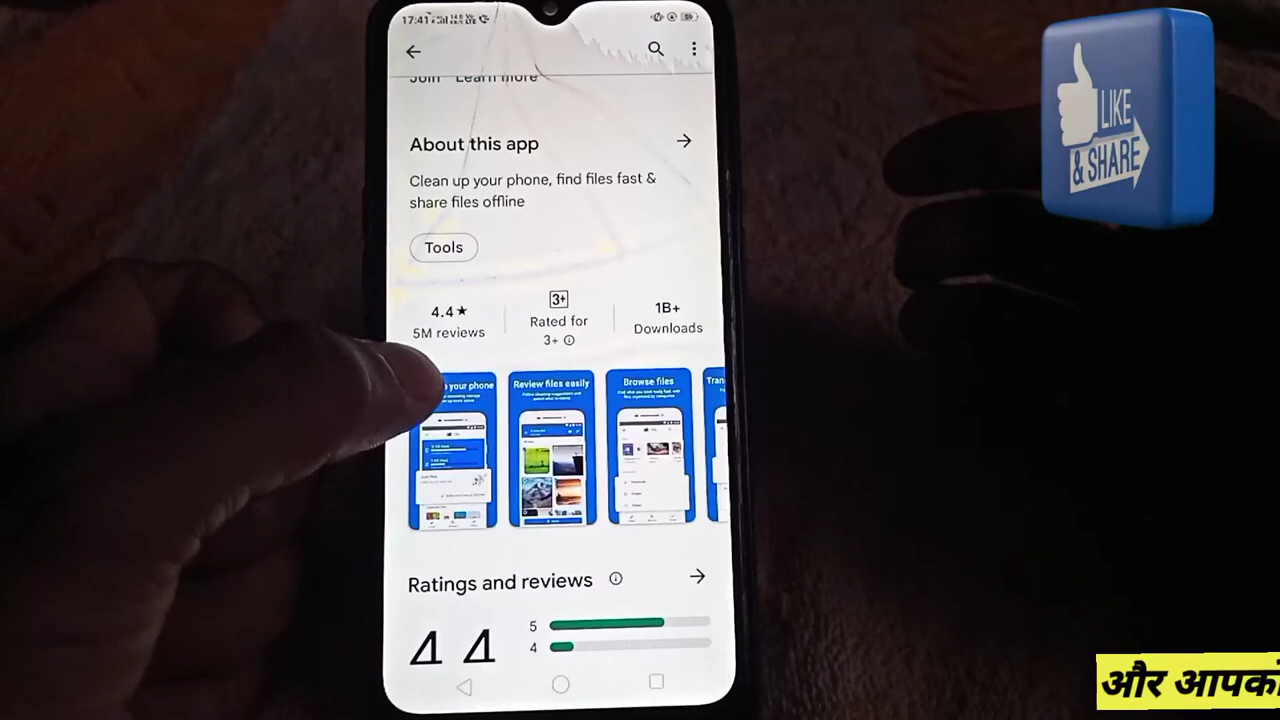 17:41
LIKE
& SHARE
Join Learn more
About this app
Clean up your phone, find files fast &
share files offline
Tools
4.4★
5M reviews
3+
Rated for
3+
1B+
Downloads
your phone
Review files easily
Browse files
Ratings and reviews
4 4
5
4
और आपको